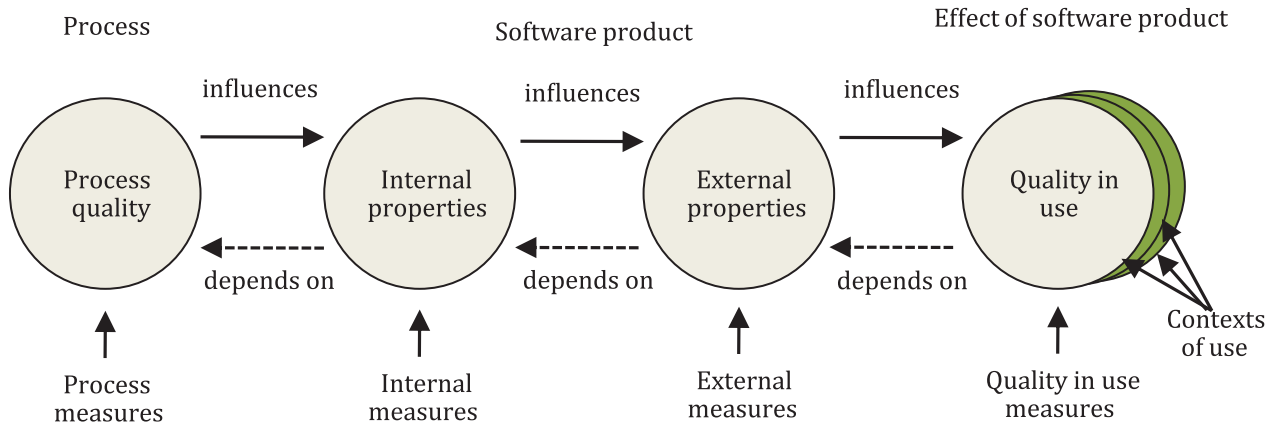 Process
Software product
Effect of software product
influences
influences
influences
Process
quality
Internal
properties
External
properties
Quality in
use
depends on
depends on
depends on
Contexts
of use
Process
measures
Internal
measures
External
measures
Quality in use
measures